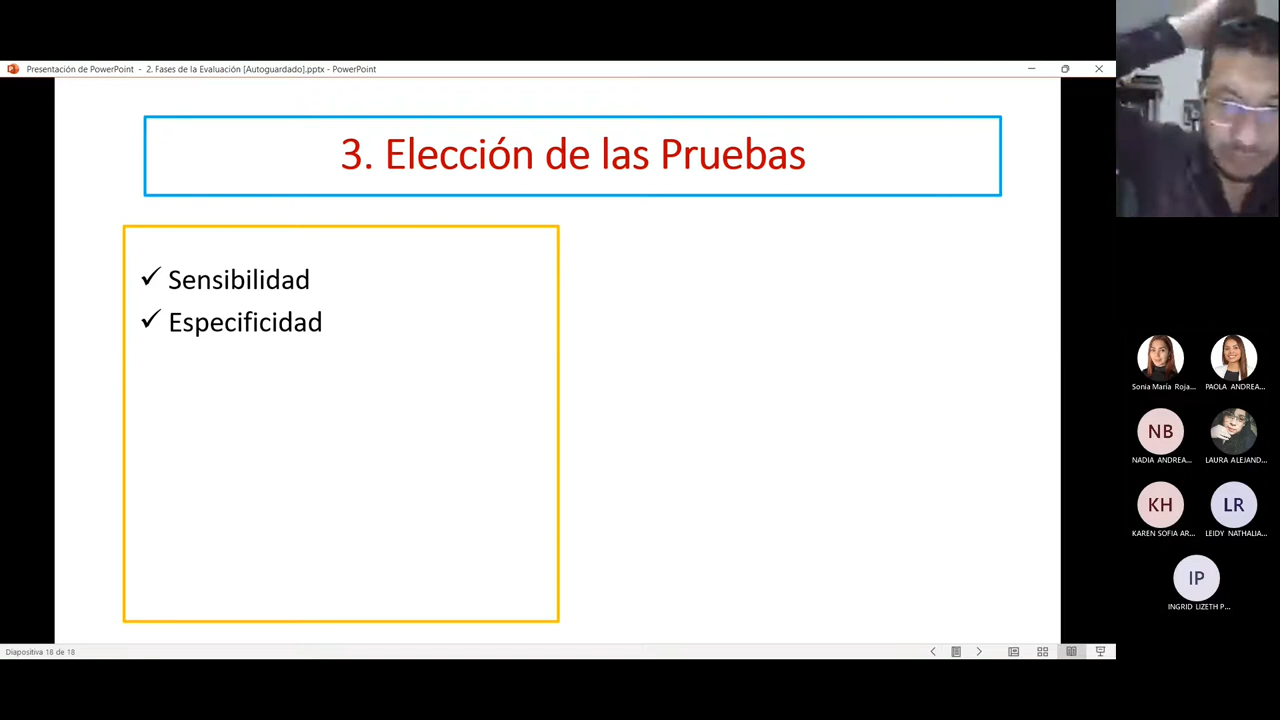 Presentación de PowerPoint - 2. Fases de la Evaluación [Autoguardado].pptx - PowerPoint
3. Elección de las Pruebas
✓ Sensibilidad
✓ Especificidad
Sonia Maria Roja...
PAOLA ANDREA...
NB
NADIA ANDREA...
LAURA ALEJAND...
KH
KAREN SOFIA AR...
LR
LEIDY NATHALIA...
IP
INGRID LIZETH P...
Diapositiva 18 de 18